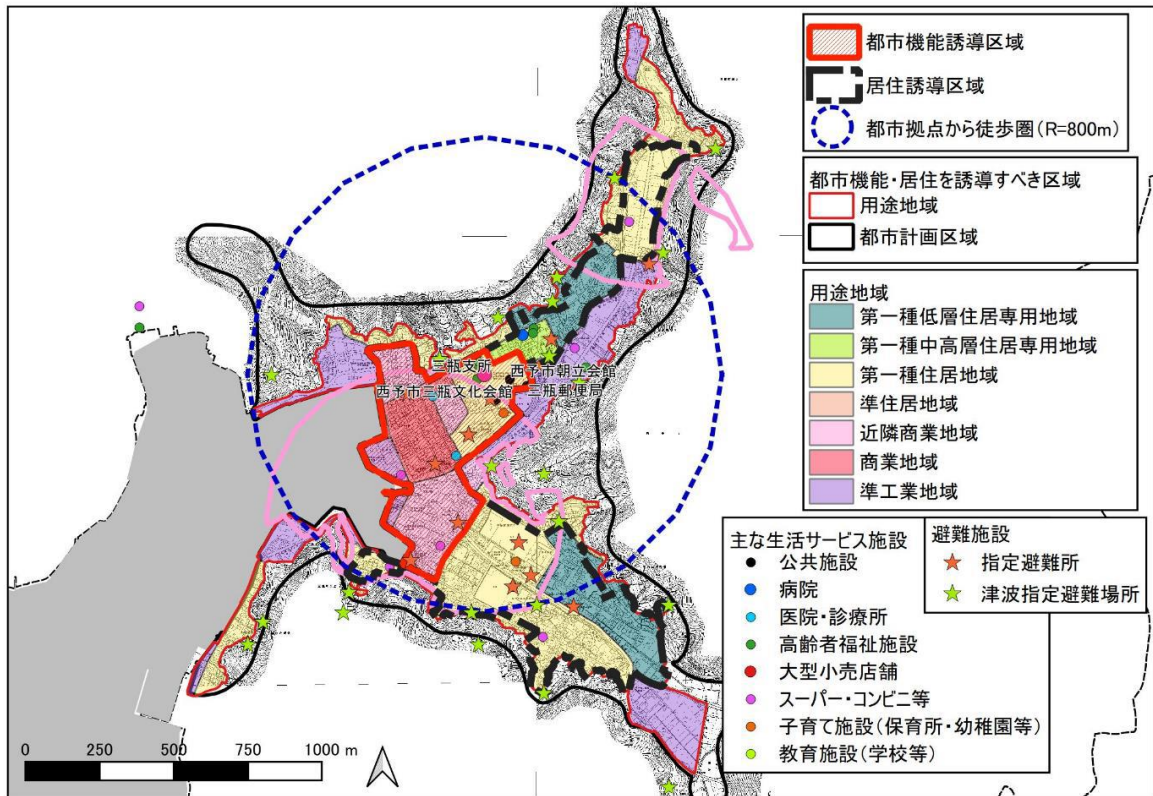 都市機能誘導区域
居住誘導区域
都市拠点から徒歩圏(R=800m)
都市機能・居住を誘導すべき区域
用途地域
都市計画区域
用途地域
第一種低層住居専用地域
第一種中高層住居専用地域
第一種住居地域
準住居地域
近隣商業地域
商業地域
準工業地域
三瓶支所
西予市朝立会館
西予市三瓶文化会館
三瓶郵便局
主な生活サービス施設
公共施設
病院
医院・診療所
高齢者福祉施設
大型小売店舗
スーパー・コンビニ等
子育て施設(保育所・幼稚園等)
教育施設(学校等)
避難施設
指定避難所
津波指定避難場所
0 250 500 750 1000 m